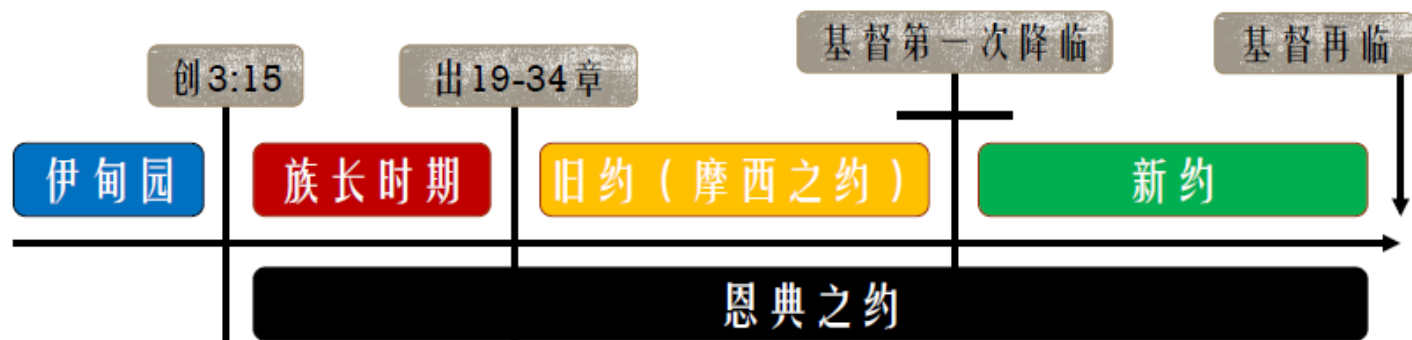 基督第一次降临
基督再临
创3:15
出19-34章
伊甸园
族长时期
旧约（摩西之约）
新约
恩典之约